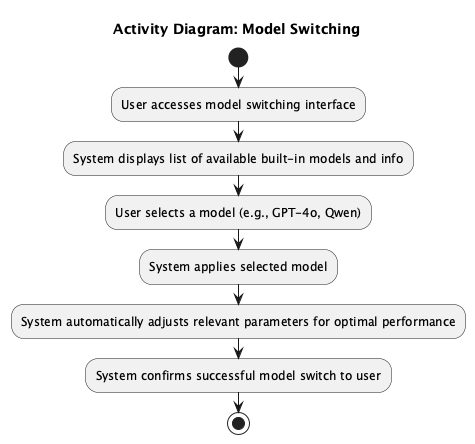 Activity Diagram: Model Switching
User accesses model switching interface
System displays list of available built-in models and info
User selects a model (e.g., GPT-4o, Qwen)
System applies selected model
System automatically adjusts relevant parameters for optimal performance
System confirms successful model switch to user